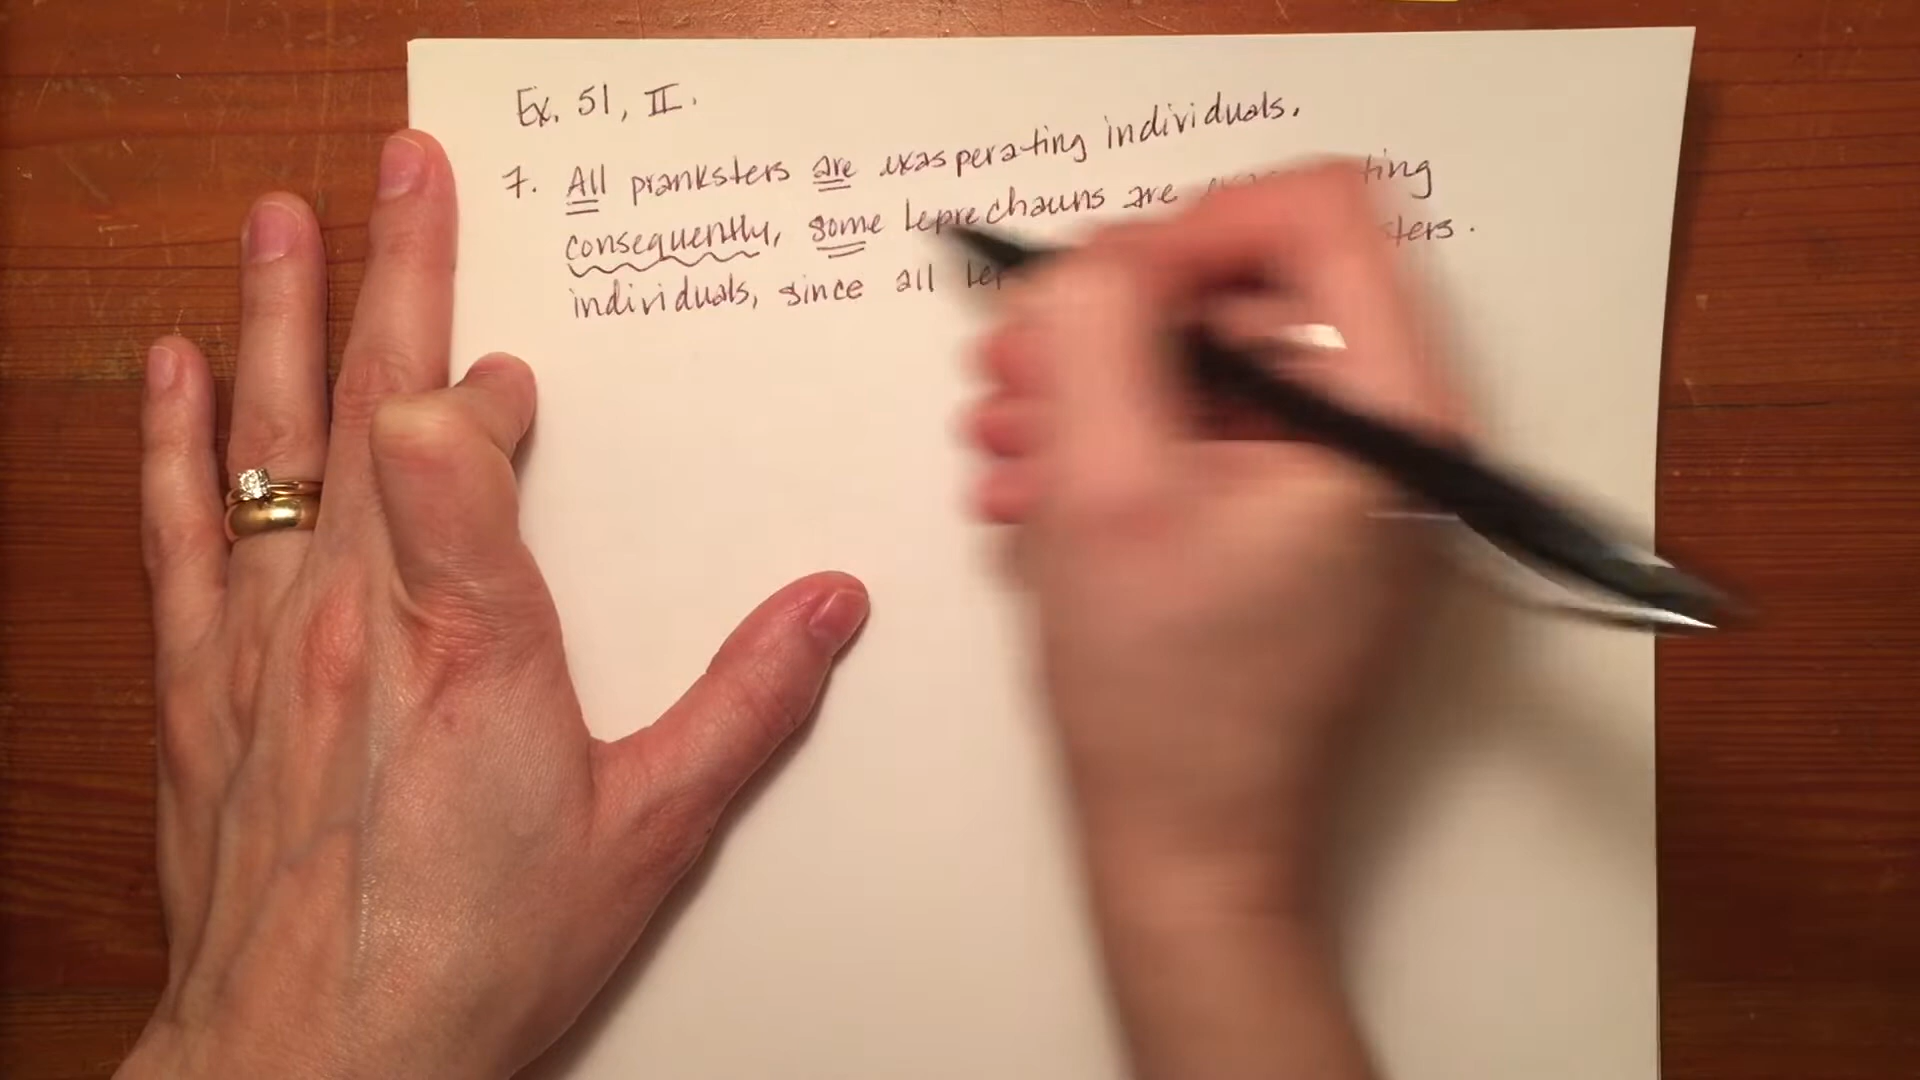 Ex. 51, II.
7. All pranksters are exasperating individuals.
consequently, some leprechauns are
individuals, since all